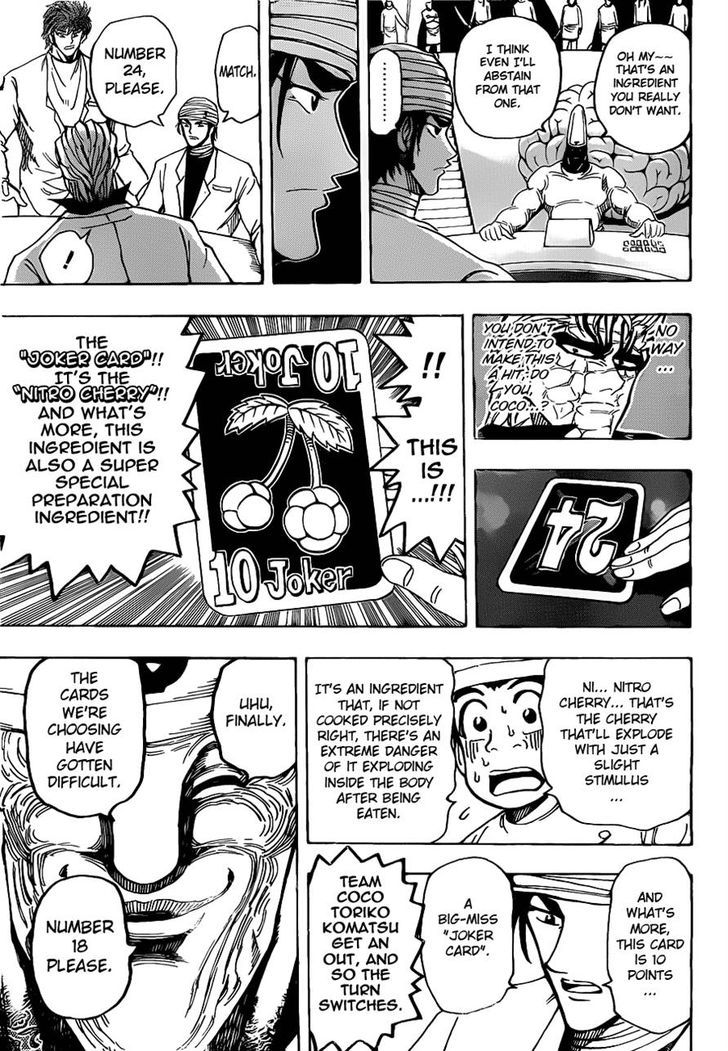 OH MY~~
THAT'S AN
INGREDIENT
YOU REALLY
DON'T WANT.
I THINK
EVEN I'LL
ABSTAIN
FROM THAT
ONE.
.........
MATCH.
NUMBER
24,
PLEASE.
!
NO
WAY
...
YOU DON'T
INTEND TO
MAKE THIS
A HIT, DO
YOU,
COCO...?
24
!!
THIS
IS
...!!!
10 Joker
10 Joker
THE
"JOKER CARD"!!
IT'S THE
"NITRO CHERRY"!!
AND WHAT'S
MORE, THIS
INGREDIENT IS
ALSO A SUPER
SPECIAL
PREPARATION
INGREDIENT!!
NI... NITRO
CHERRY... THAT'S
THE CHERRY
THAT'LL EXPLODE
WITH JUST A
SLIGHT
STIMULUS
...
IT'S AN INGREDIENT
THAT, IF NOT
COOKED PRECISELY
RIGHT, THERE'S AN
EXTREME DANGER
OF IT EXPLODING
INSIDE THE BODY
AFTER BEING
EATEN.
AND
WHAT'S
MORE,
THIS CARD
IS 10
POINTS
...
A
BIG-MISS
"JOKER
CARD".
TEAM
COCO
TORIKO
KOMATSU
GET AN
OUT, AND
SO THE
TURN
SWITCHES.
UHU,
FINALLY.
THE
CARDS
WE'RE
CHOOSING
HAVE
GOTTEN
DIFFICULT.
NUMBER
18
PLEASE.